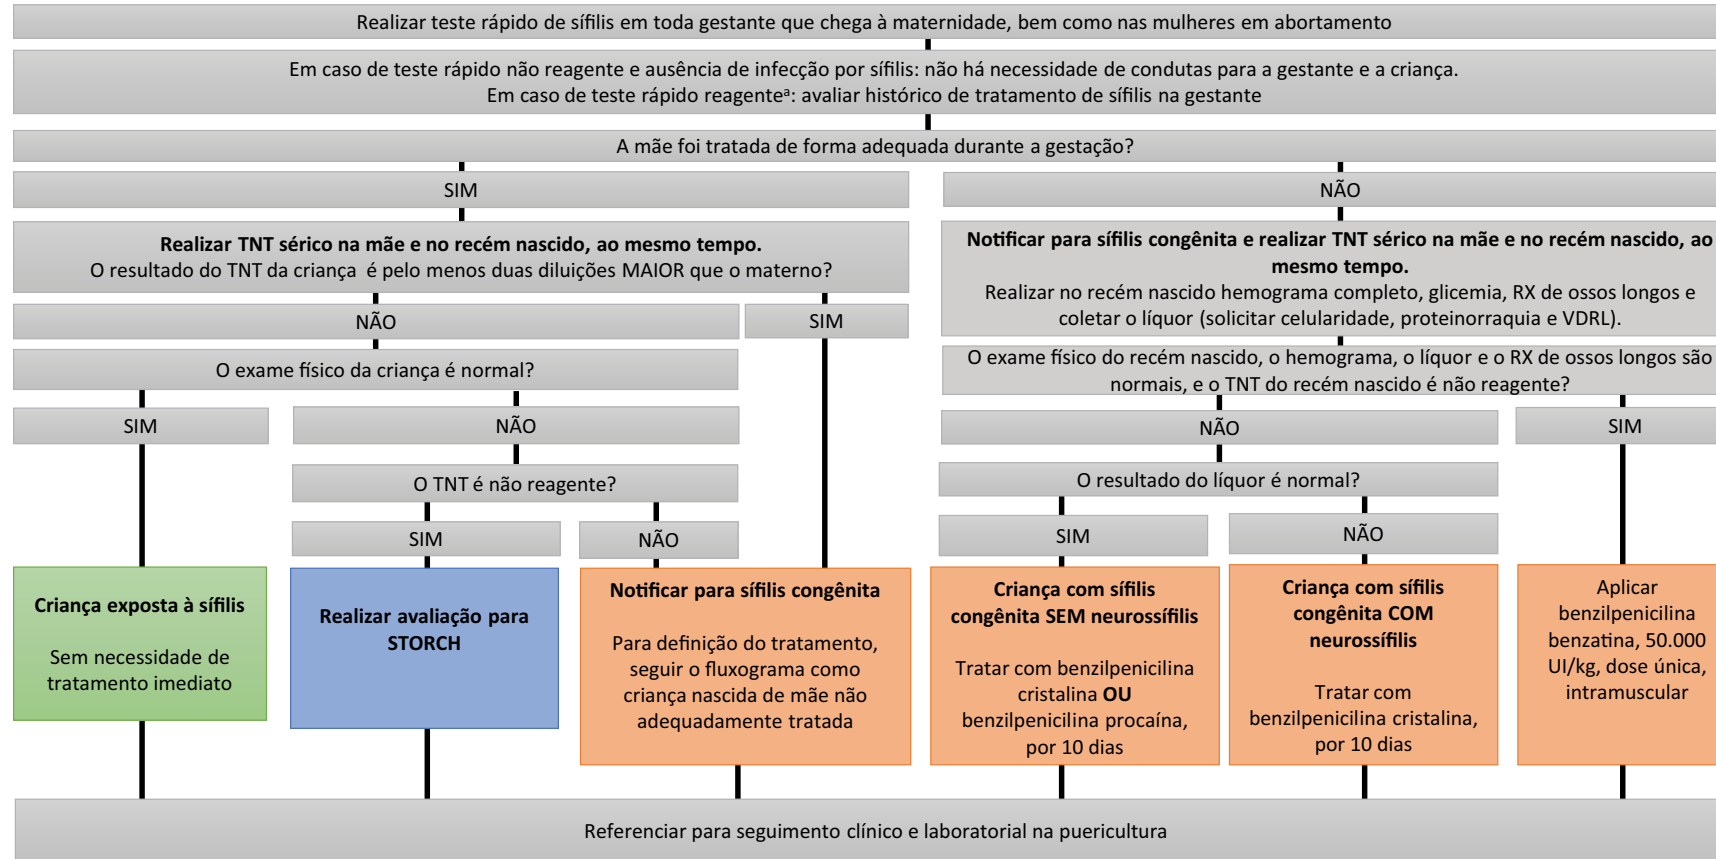 Realizar teste rápido de sífilis em toda gestante que chega à maternidade, bem como nas mulheres em abortamento
Em caso de teste rápido não reagente e ausência de infecção por sífilis: não há necessidade de condutas para a gestante e a criança.
Em caso de teste rápido reagenteᵃ: avaliar histórico de tratamento de sífilis na gestante
A mãe foi tratada de forma adequada durante a gestação?
SIM
NÃO
Realizar TNT sérico na mãe e no recém nascido, ao mesmo tempo.
O resultado do TNT da criança é pelo menos duas diluições MAIOR que o materno?
Notificar para sífilis congênita e realizar TNT sérico na mãe e no recém nascido, ao
mesmo tempo.
Realizar no recém nascido hemograma completo, glicemia, RX de ossos longos e
coletar o líquor (solicitar celularidade, proteinorraquia e VDRL).
NÃO
SIM
O exame físico da criança é normal?
O exame físico do recém nascido, o hemograma, o líquor e o RX de ossos longos são
normais, e o TNT do recém nascido é não reagente?
SIM
NÃO
NÃO
SIM
O TNT é não reagente?
O resultado do líquor é normal?
SIM
NÃO
SIM
NÃO
Criança exposta à sífilis
Sem necessidade de
tratamento imediato
Realizar avaliação para
STORCH
Notificar para sífilis congênita
Para definição do tratamento,
seguir o fluxograma como
criança nascida de mãe não
adequadamente tratada
Criança com sífilis
congênita SEM neurossífilis
Tratar com benzilpenicilina
cristalina OU
benzilpenicilina procaína,
por 10 dias
Criança com sífilis
congênita COM
neurossífilis
Tratar com
benzilpenicilina cristalina,
por 10 dias
Aplicar
benzilpenicilina
benzatina, 50.000
UI/kg, dose única,
intramuscular
Referenciar para seguimento clínico e laboratorial na puericultura